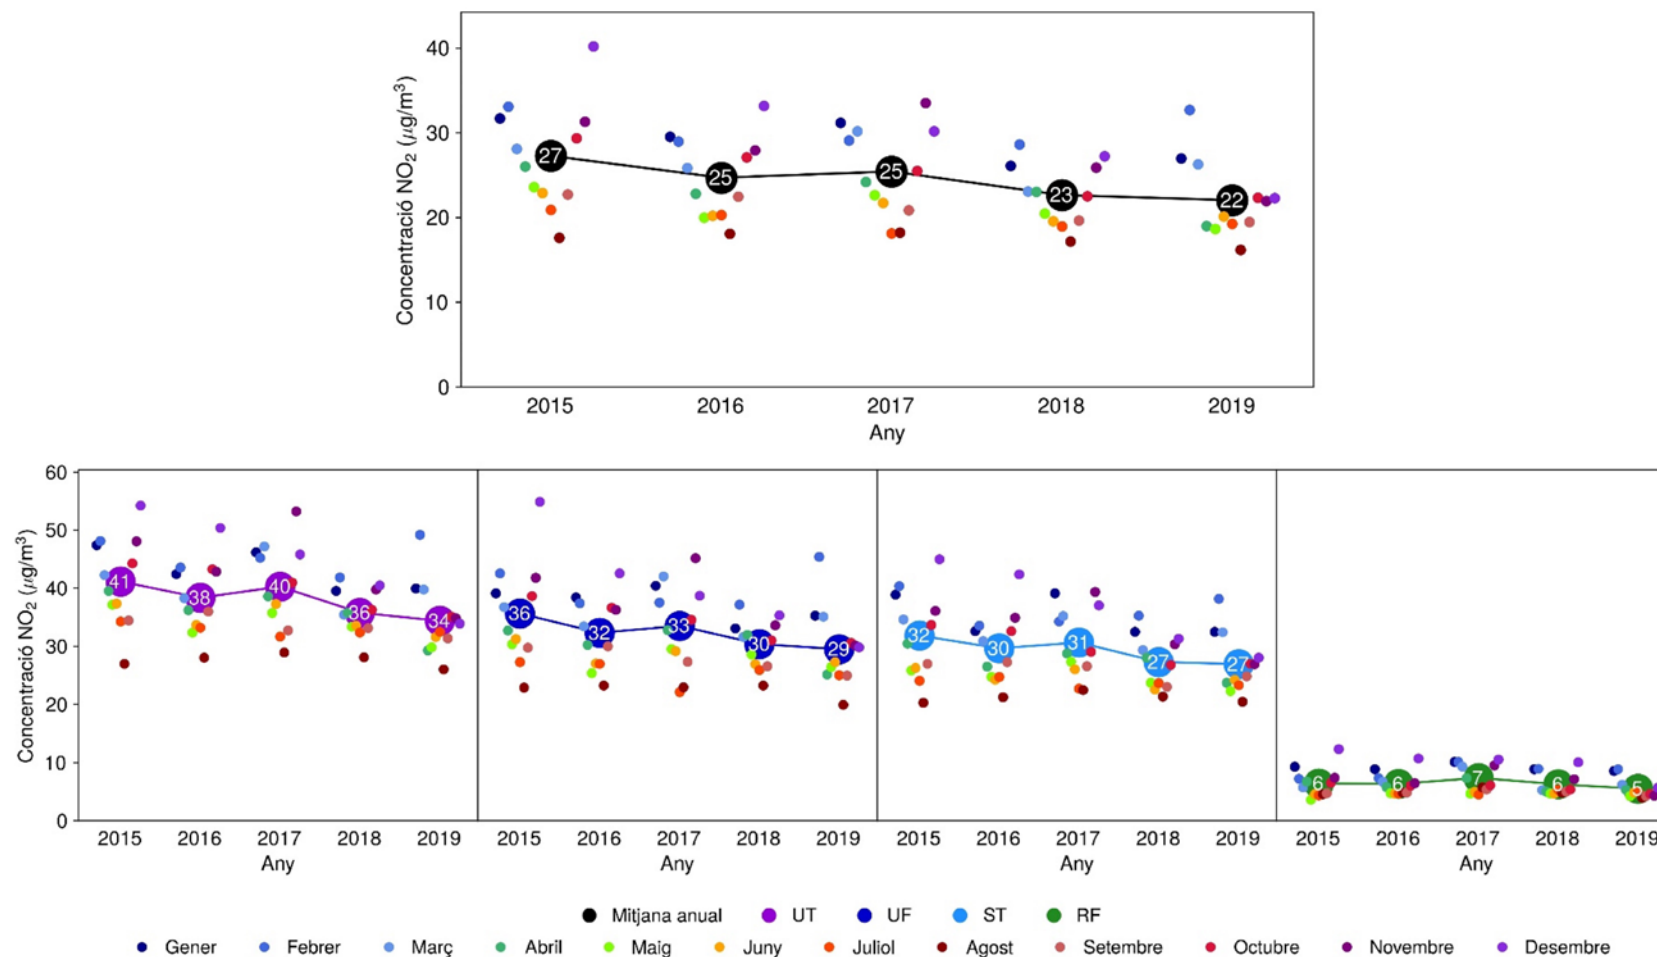 Concentració NO₂ (μg/m³)
40
30
20
10
0
27
25
25
23
22
2015 2016 2017 2018 2019
Any
Concentració NO₂ (μg/m³)
60
50
40
30
20
10
0
41 38 40 36 34
36 32 33 30 29
32 30 31 27 27
6 6 7 6 5
2015 2016 2017 2018 2019 2015 2016 2017 2018 2019 2015 2016 2017 2018 2019 2015 2016 2017 2018 2019
Any Any Any Any
Mitjana anual UT UF ST RF
Gener Febrer Març Abril Maig Juny Juliol Agost Setembre Octubre Novembre Desembre